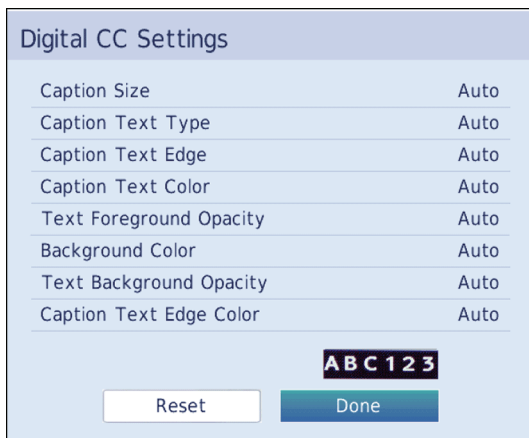 Digital CC Settings
Caption Size Auto
Caption Text Type Auto
Caption Text Edge Auto
Caption Text Color Auto
Text Foreground Opacity Auto
Background Color Auto
Text Background Opacity Auto
Caption Text Edge Color Auto
ABC123
Reset Done